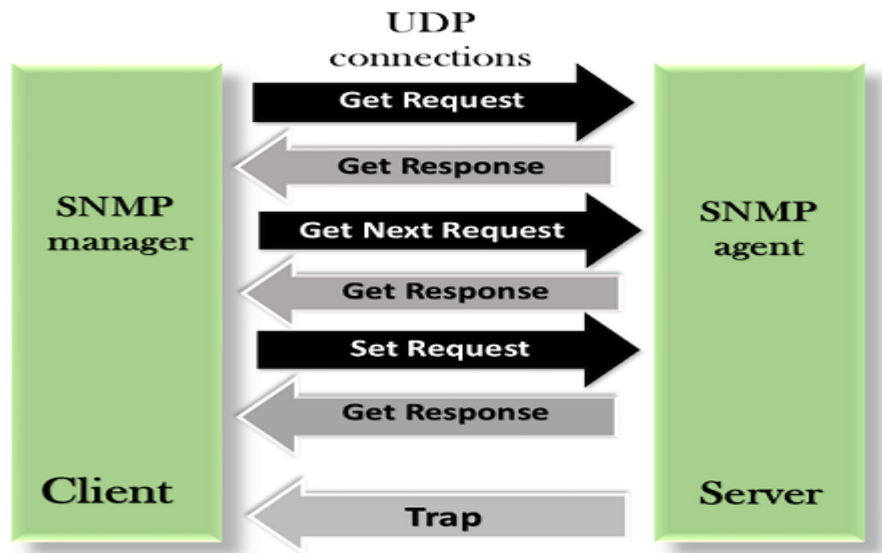 UDP
connections
Get Request
Get Response
SNMP
manager
Get Next Request
SNMP
agent
Get Response
Set Request
Get Response
Client
Trap
Server